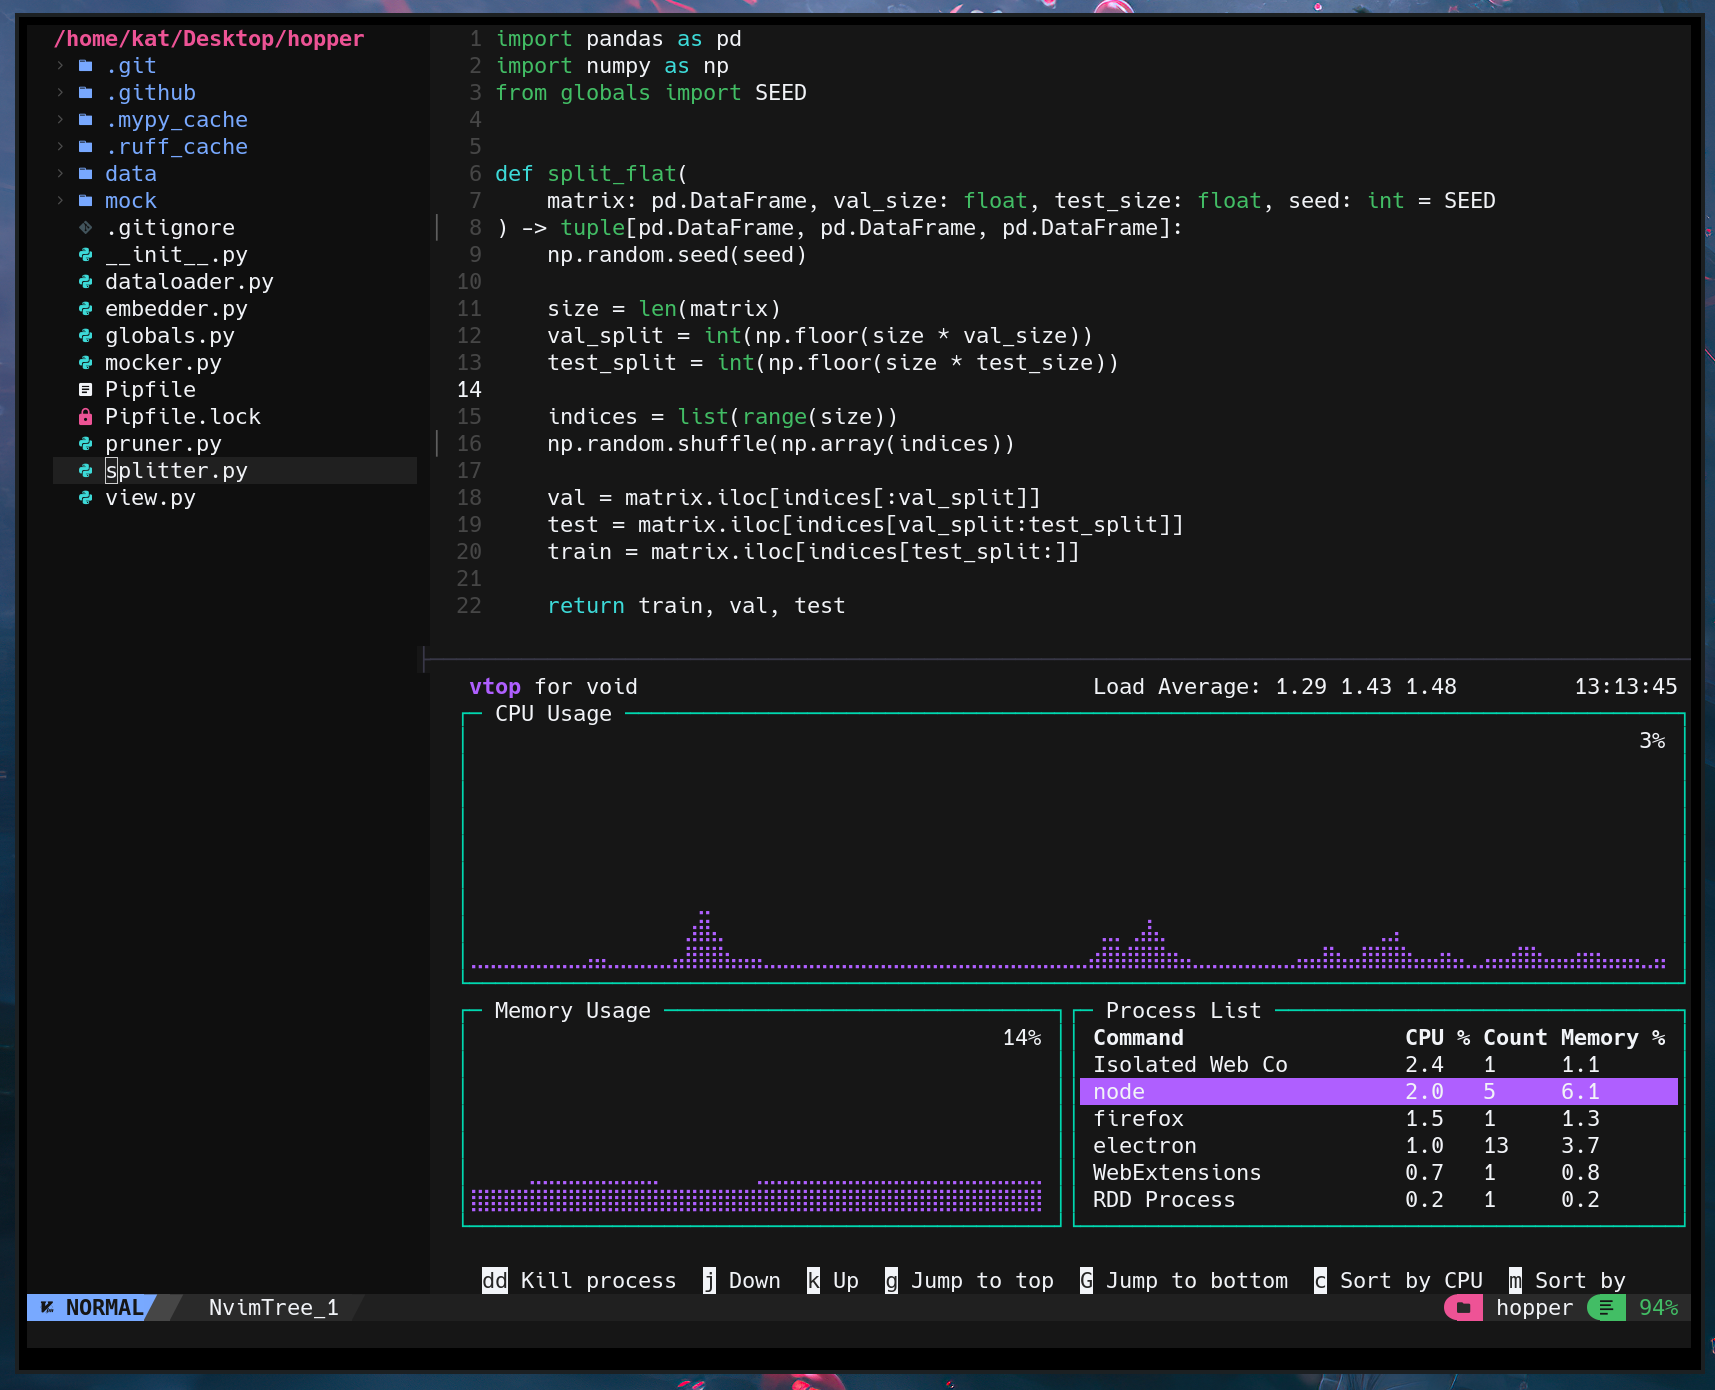 /home/kat/Desktop/hopper
.git
.github
.mypy_cache
.ruff_cache
data
mock
.gitignore
__init__.py
dataloader.py
embedder.py
globals.py
mocker.py
Pipfile
Pipfile.lock
pruner.py
splitter.py
view.py
1 import pandas as pd
2 import numpy as np
3 from globals import SEED
4
5
6 def split_flat(
7     matrix: pd.DataFrame, val_size: float, test_size: float, seed: int = SEED
8 ) -> tuple[pd.DataFrame, pd.DataFrame, pd.DataFrame]:
9     np.random.seed(seed)
10
11     size = len(matrix)
12     val_split = int(np.floor(size * val_size))
13     test_split = int(np.floor(size * test_size))
14
15     indices = list(range(size))
16     np.random.shuffle(np.array(indices))
17
18     val = matrix.iloc[indices[:val_split]]
19     test = matrix.iloc[indices[val_split:test_split]]
20     train = matrix.iloc[indices[test_split:]]
21
22     return train, val, test
vtop for void Load Average: 1.29 1.43 1.48 13:13:45
CPU Usage
3%
Memory Usage
14%
Process List
Command CPU % Count Memory %
Isolated Web Co 2.4 1 1.1
node 2.0 5 6.1
firefox 1.5 1 1.3
electron 1.0 13 3.7
WebExtensions 0.7 1 0.8
RDD Process 0.2 1 0.2
dd Kill process j Down k Up g Jump to top G Jump to bottom c Sort by CPU m Sort by
NORMAL NvimTree_1 hopper 94%